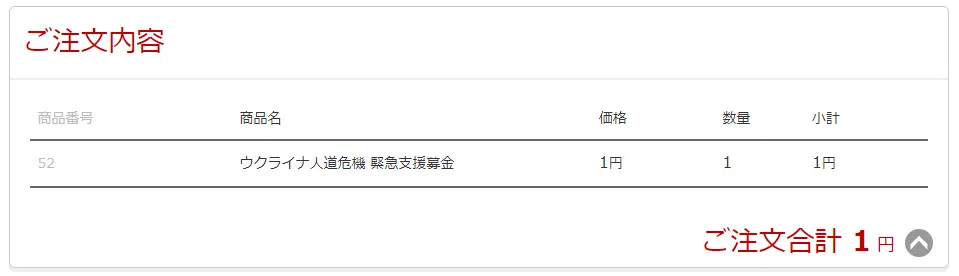 ご注文内容
商品番号 商品名 価格 数量 小計
52 ウクライナ人道危機 緊急支援募金 1円 1 1円
ご注文合計 1 円